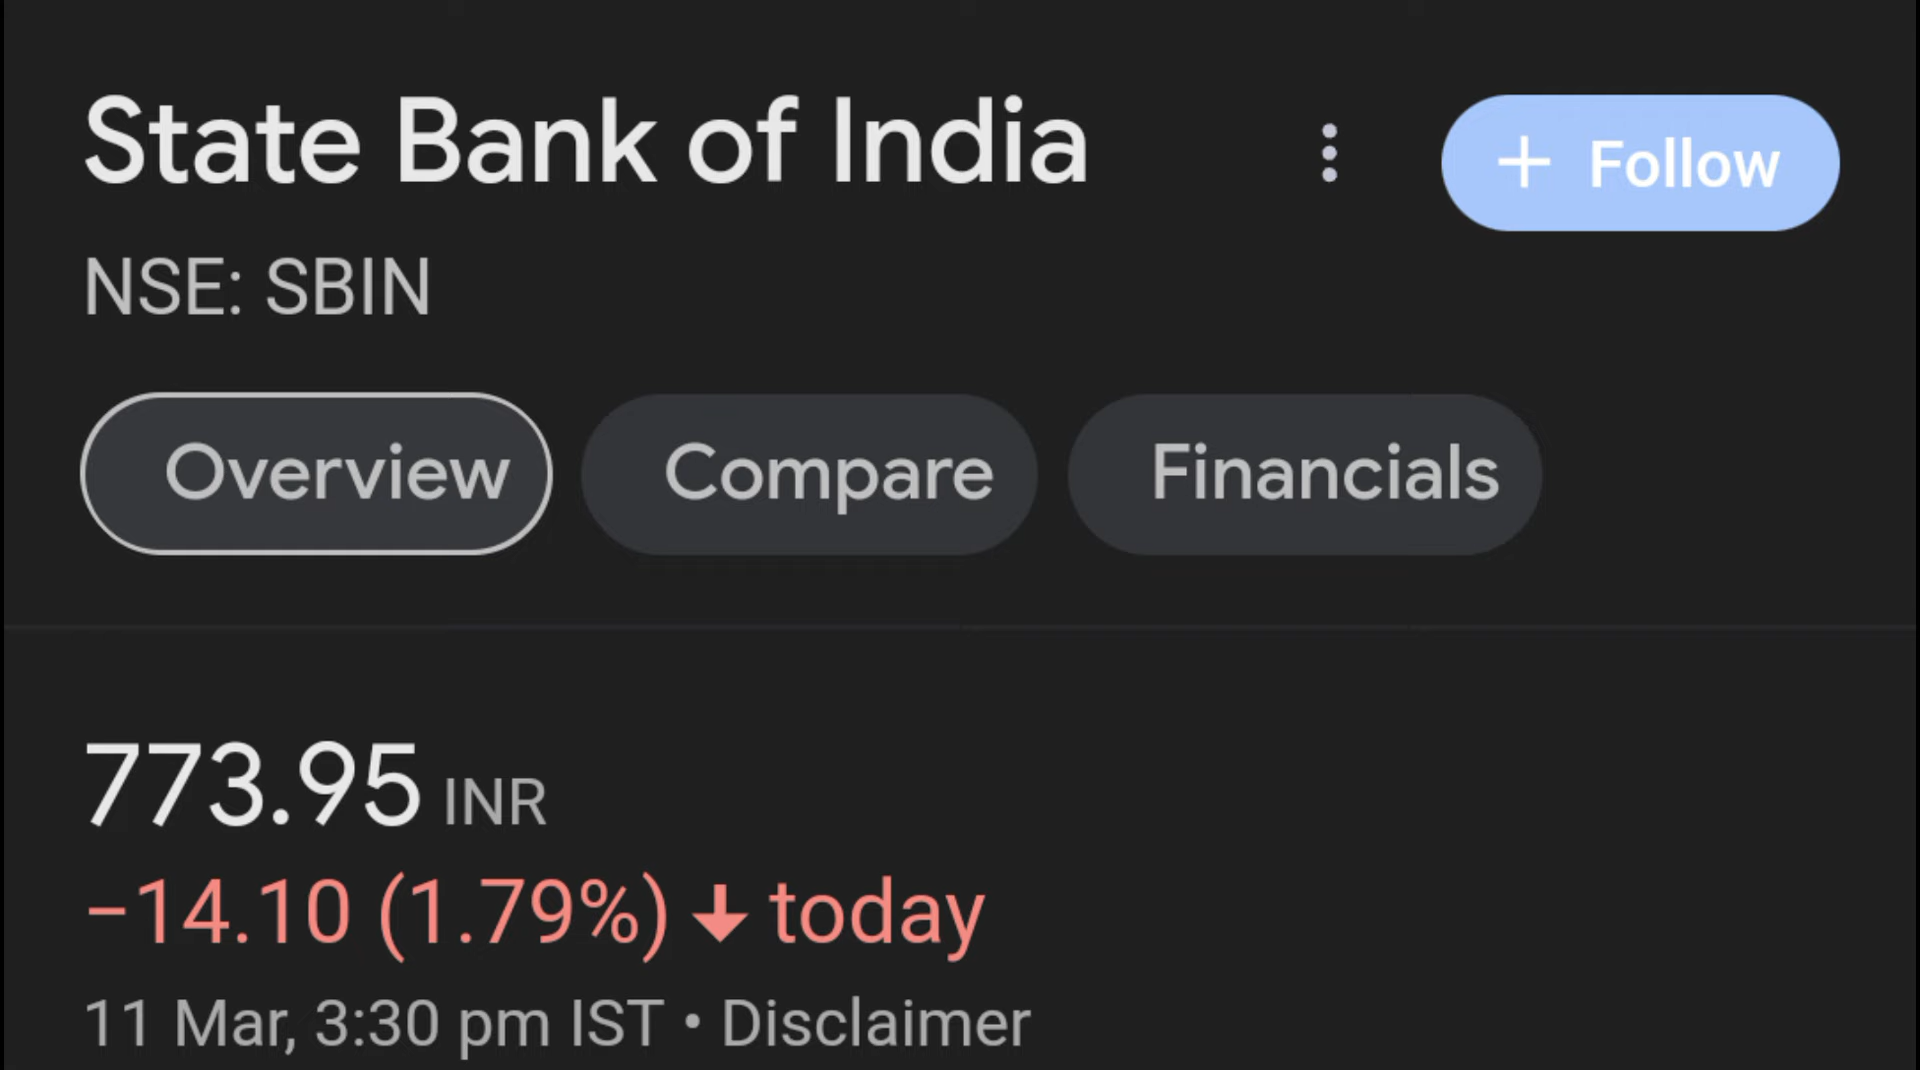 State Bank of India
+ Follow
NSE: SBIN
Overview Compare Financials
773.95 INR
−14.10 (1.79%) ↓ today
11 Mar, 3:30 pm IST • Disclaimer